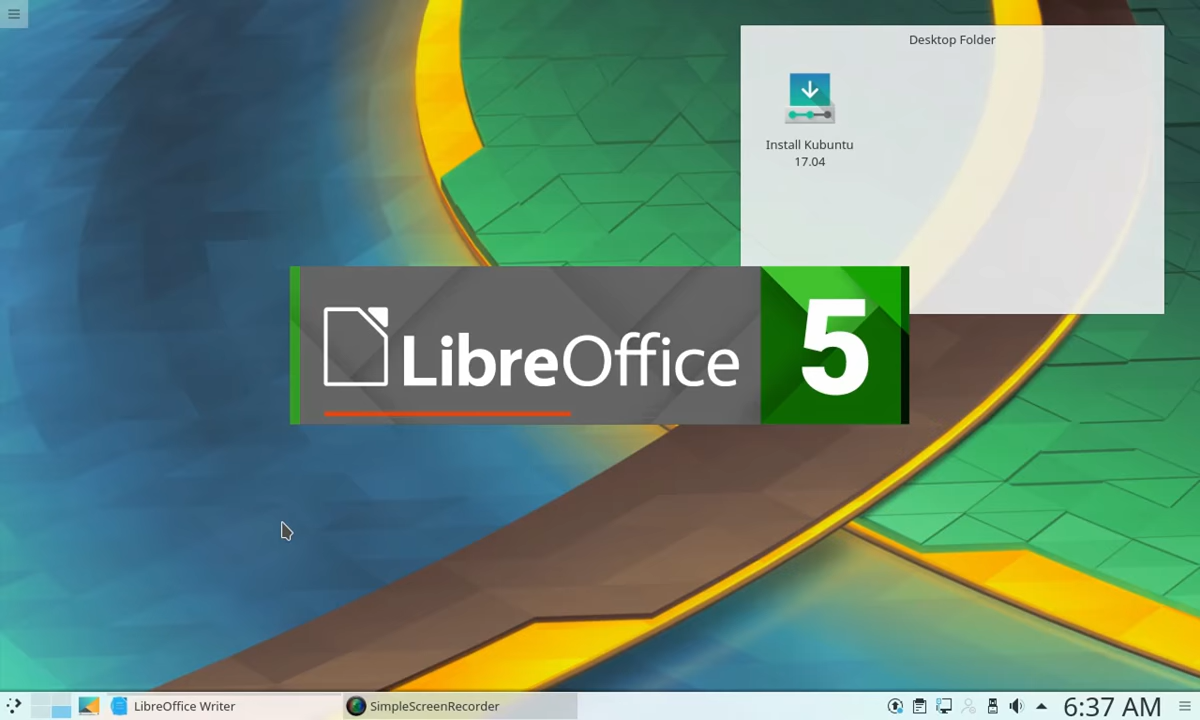 Desktop Folder
Install Kubuntu
17.04
LibreOffice 5
LibreOffice Writer
SimpleScreenRecorder
6:37 AM